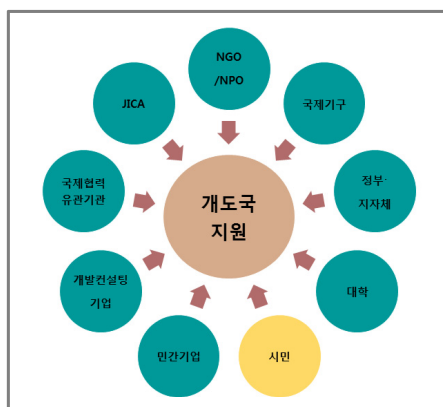 NGO
/NPO
국제기구
정부·
지자체
대학
시민
민간기업
개발컨설팅
기업
국제협력
유관기관
JICA
개도국
지원